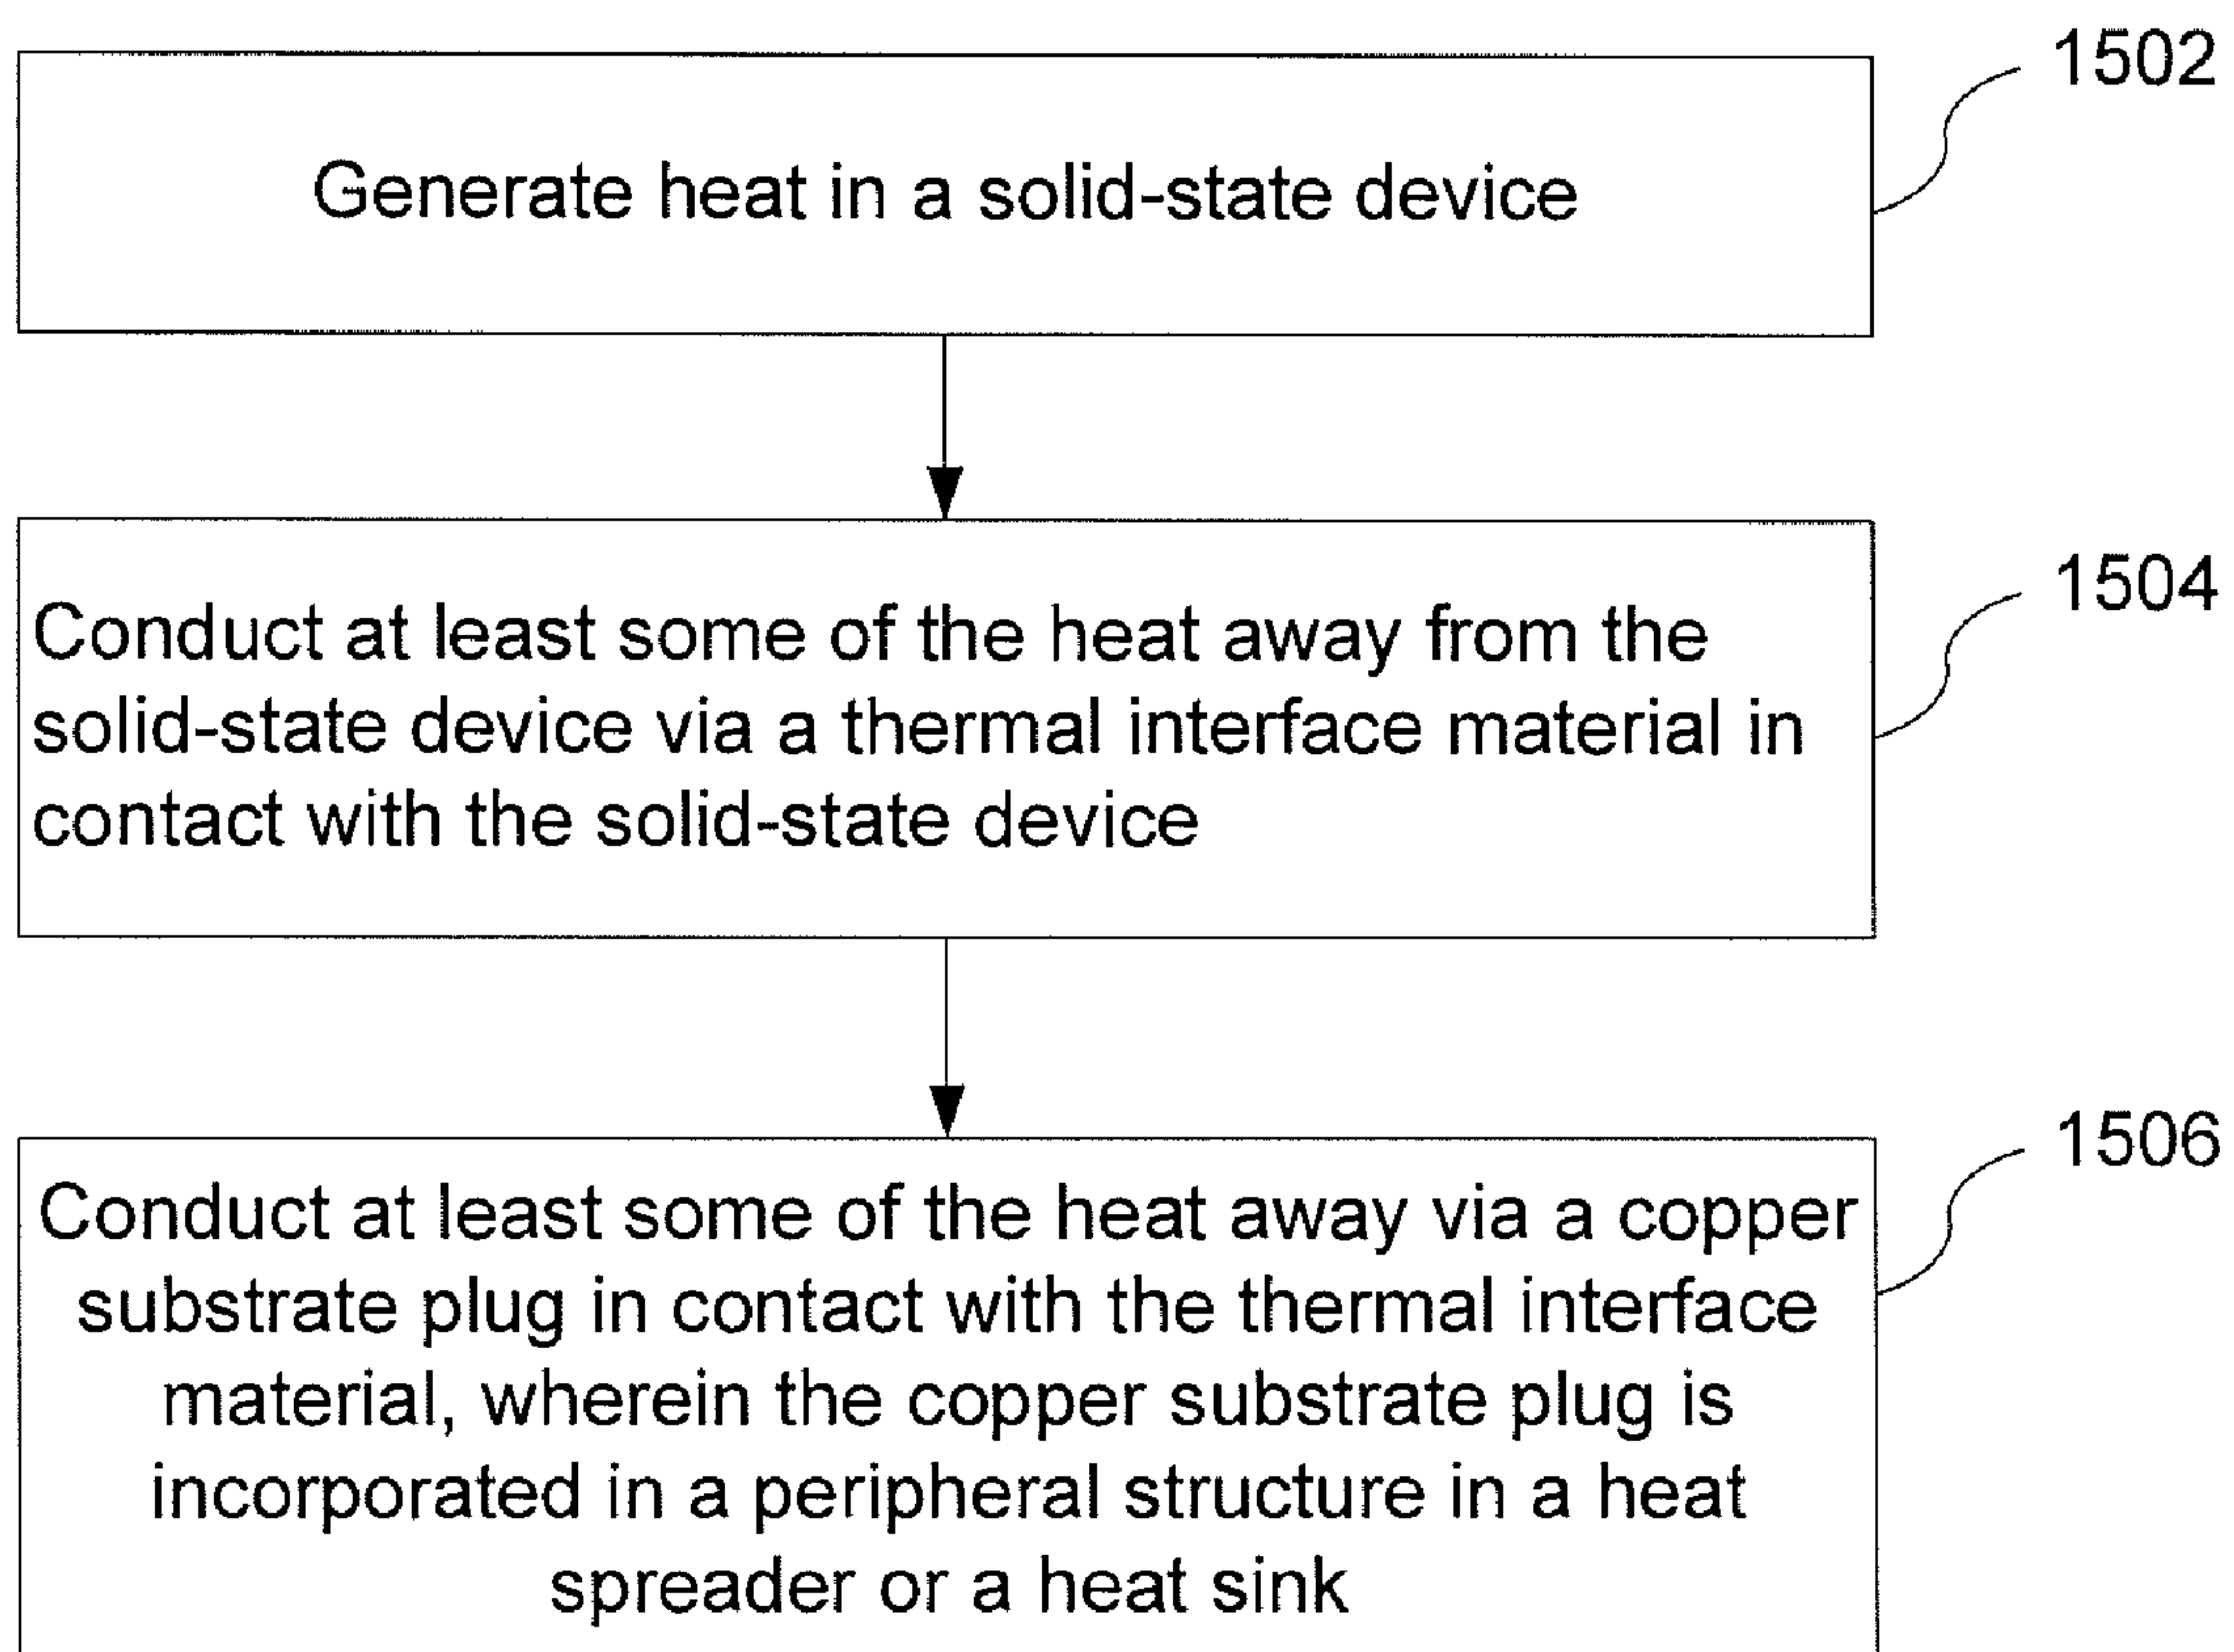 1502
Generate heat in a solid-state device
1504
Conduct at least some of the heat away from the
solid-state device via a thermal interface material in
contact with the solid-state device
1506
Conduct at least some of the heat away via a copper
substrate plug in contact with the thermal interface
material, wherein the copper substrate plug is
incorporated in a peripheral structure in a heat
spreader or a heat sink